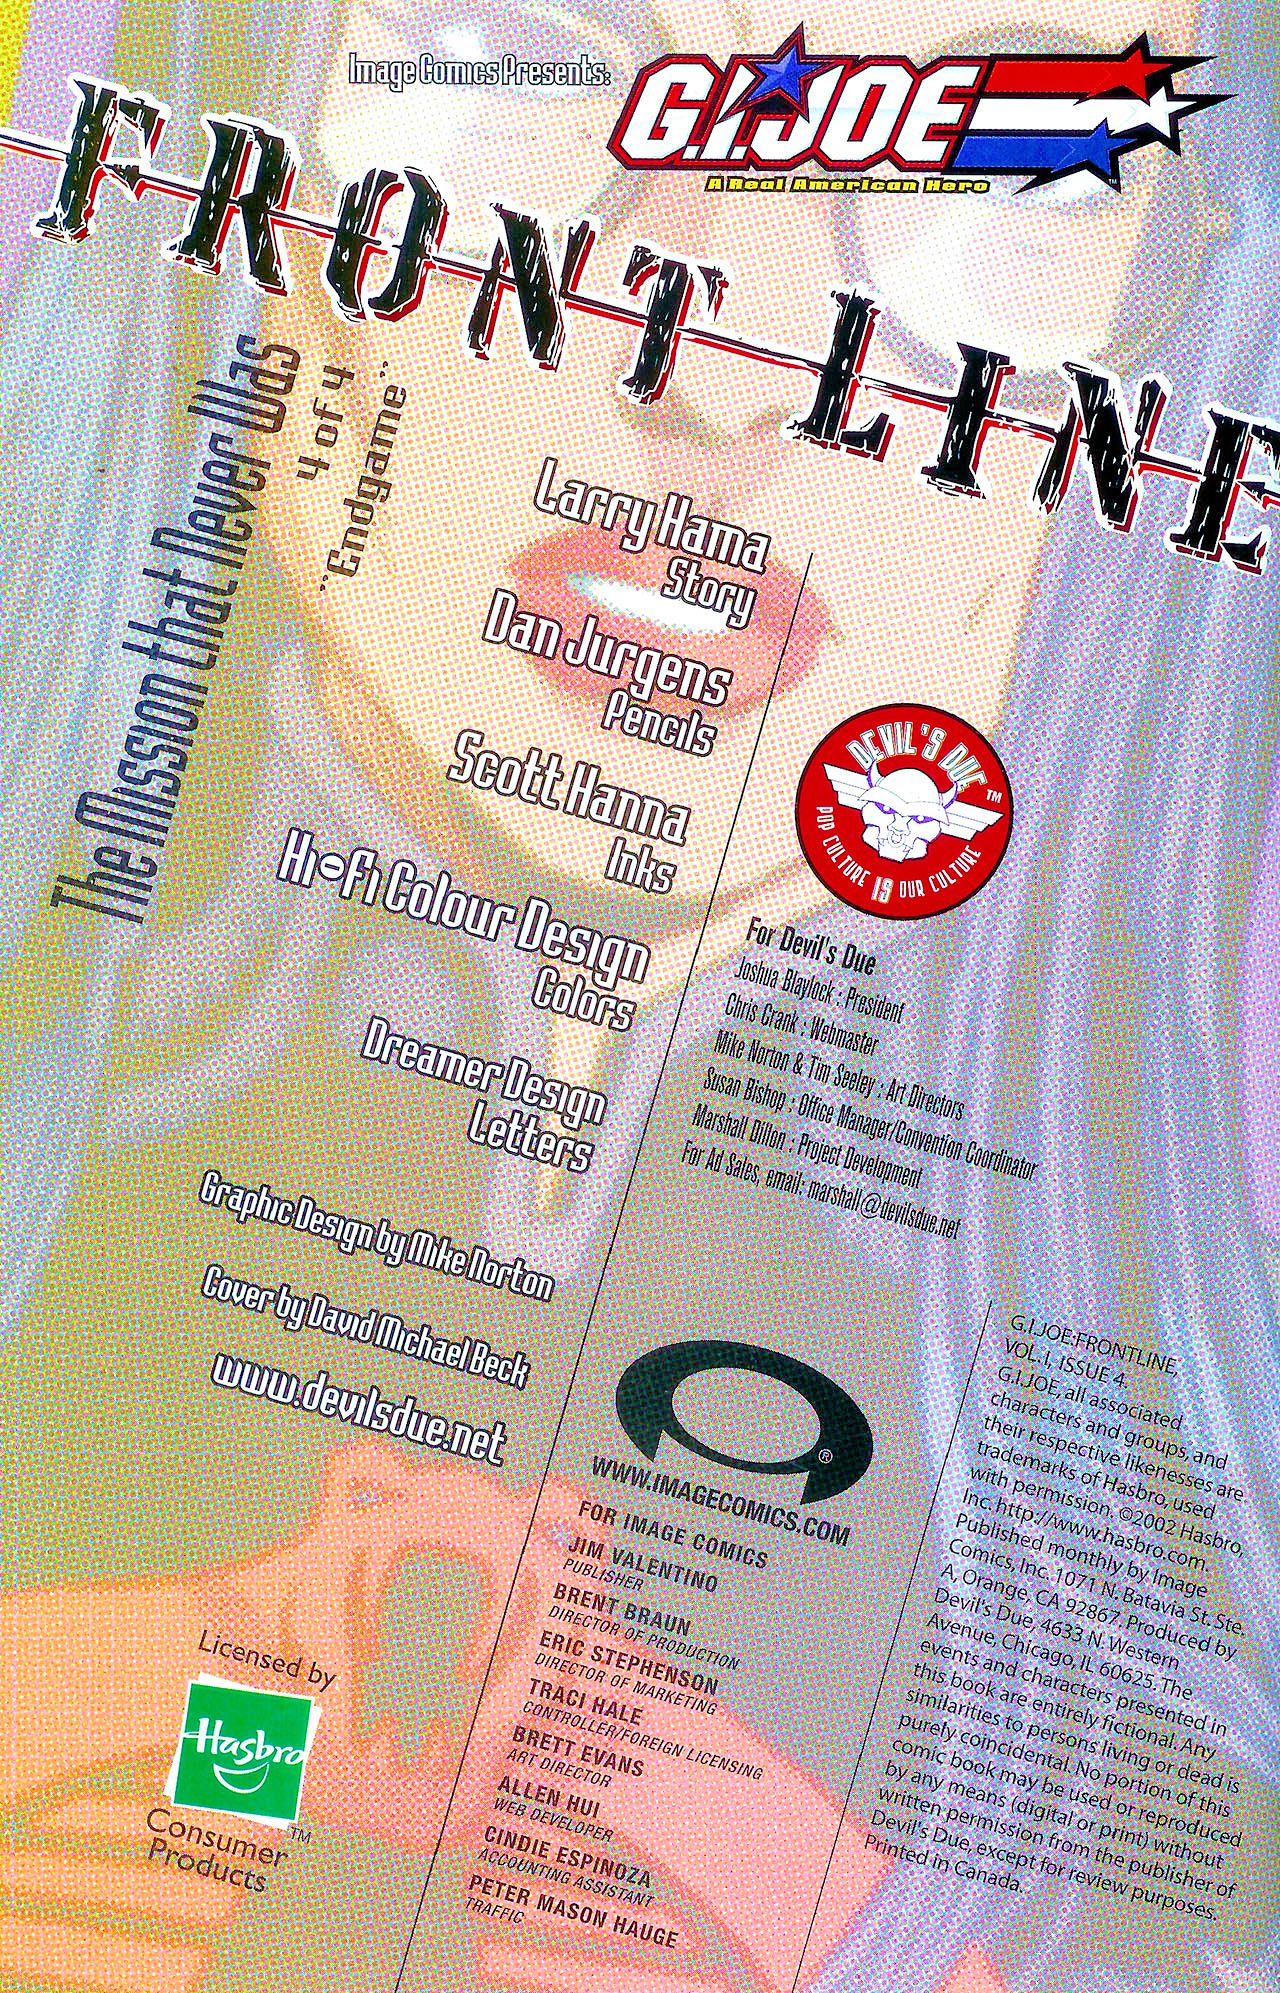 Image Comics Presents:
G.I. JOE
A Real American Hero
™
FRONT LINE
The Mission that Never Was
4 of 4
"Endgame"
Larry Hama
Story
Dan Jurgens
Pencils
Scott Hanna
Inks
Hi-Fi Colour Design
Colors
Dreamer Design
Letters
Graphic Design by Mike Norton
Cover by David Michael Beck
www.devilsdue.net
Licensed by
Hasbro
™
Consumer
Products
DEVIL'S DUE
™
POP CULTURE IS OUR CULTURE
For Devil's Due
Joshua Blaylock : President
Chris Crank : Webmaster
Mike Norton & Tim Seeley : Art Directors
Susan Bishop : Office Manager/Convention Coordinator
Marshall Dillon : Project Development
For Ad Sales, email: marshall@devilsdue.net
®
WWW.IMAGECOMICS.COM
FOR IMAGE COMICS
JIM VALENTINO
PUBLISHER
BRENT BRAUN
DIRECTOR OF PRODUCTION
ERIC STEPHENSON
DIRECTOR OF MARKETING
TRACI HALE
CONTROLLER/FOREIGN LICENSING
BRETT EVANS
ART DIRECTOR
ALLEN HUI
WEB DEVELOPER
CINDIE ESPINOZA
ACCOUNTING ASSISTANT
PETER MASON HAUGE
TRAFFIC
G.I.JOE:FRONTLINE,
VOL. I, ISSUE 4.
G.I.JOE, all associated
characters and groups, and
their respective likenesses are
trademarks of Hasbro, used
with permission. ©2002 Hasbro,
Inc. http://www.hasbro.com.
Published monthly by Image
Comics, Inc. 1071 N. Batavia St. Ste.
A, Orange, CA 92867. Produced by
Devil's Due, 4633 N. Western
Avenue, Chicago, IL 60625. The
events and characters presented in
this book are entirely fictional. Any
similarities to persons living or dead is
purely coincidental. No portion of this
comic book may be used or reproduced
by any means (digital or print) without
written permission from the publisher of
Devil's Due, except for review purposes.
Printed in Canada.